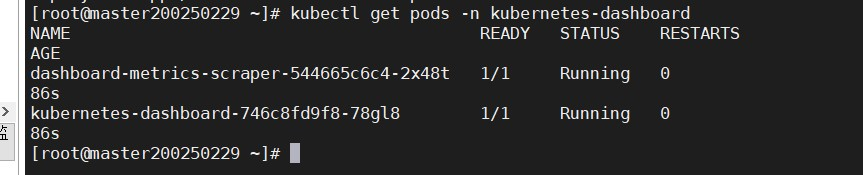 [root@master200250229 ~]# kubectl get pods -n kubernetes-dashboard
NAME READY STATUS RESTARTS
AGE
dashboard-metrics-scraper-544665c6c4-2x48t 1/1 Running 0
86s
kubernetes-dashboard-746c8fd9f8-78gl8 1/1 Running 0
86s
[root@master200250229 ~]#